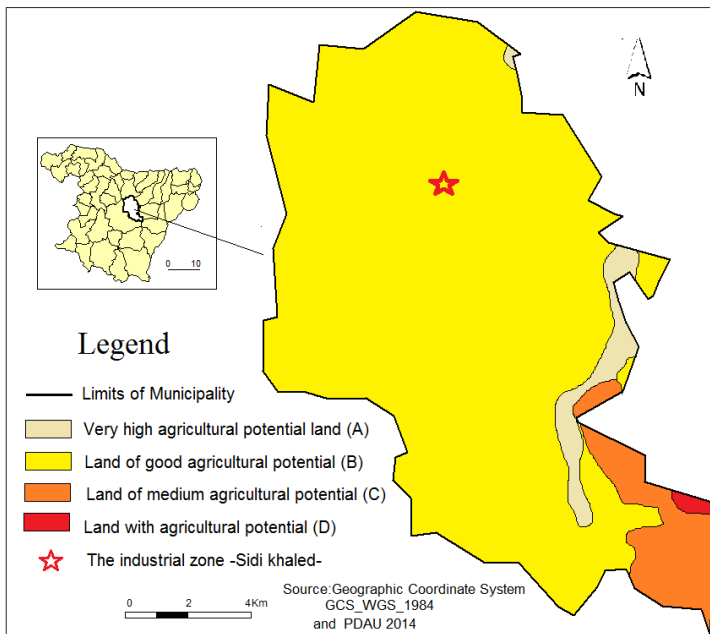 N
0 10
Legend
Limits of Municipality
Very high agricultural potential land (A)
Land of good agricultural potential (B)
Land of medium agricultural potential (C)
Land with agricultural potential (D)
The industrial zone -Sidi khaled-
Source:Geographic Coordinate System
GCS_WGS_1984
and PDAU 2014
0 2 4Km